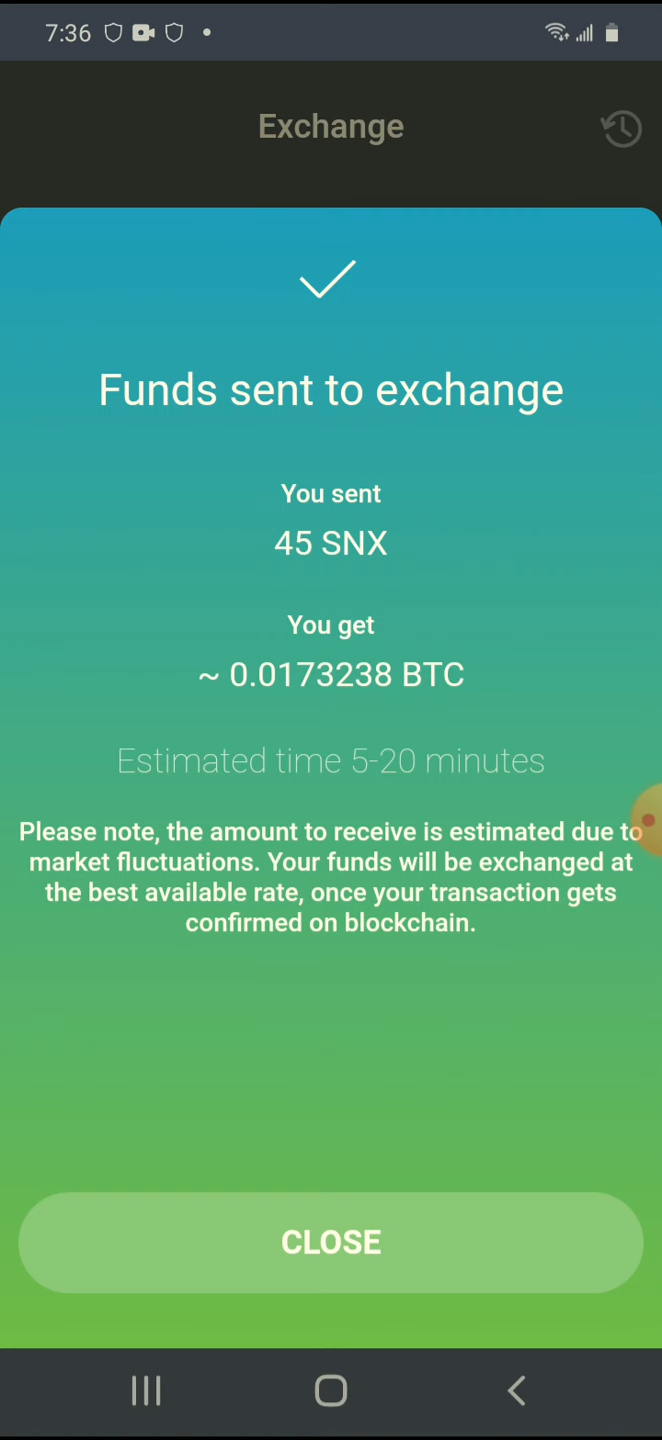 7:36
Exchange
Funds sent to exchange
You sent
45 SNX
You get
~ 0.0173238 BTC
Estimated time 5-20 minutes
Please note, the amount to receive is estimated due to
market fluctuations. Your funds will be exchanged at
the best available rate, once your transaction gets
confirmed on blockchain.
CLOSE